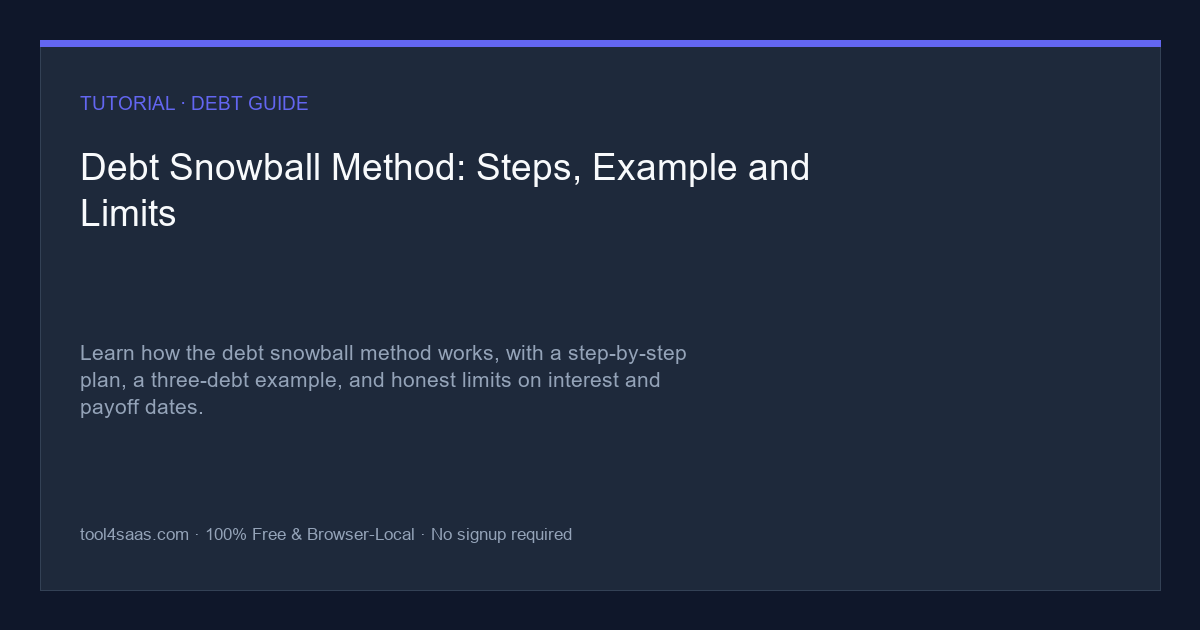 TUTORIAL · DEBT GUIDE
Debt Snowball Method: Steps, Example and
Limits
Learn how the debt snowball method works, with a step-by-step
plan, a three-debt example, and honest limits on interest and
payoff dates.
tool4saas.com · 100% Free & Browser-Local · No signup required